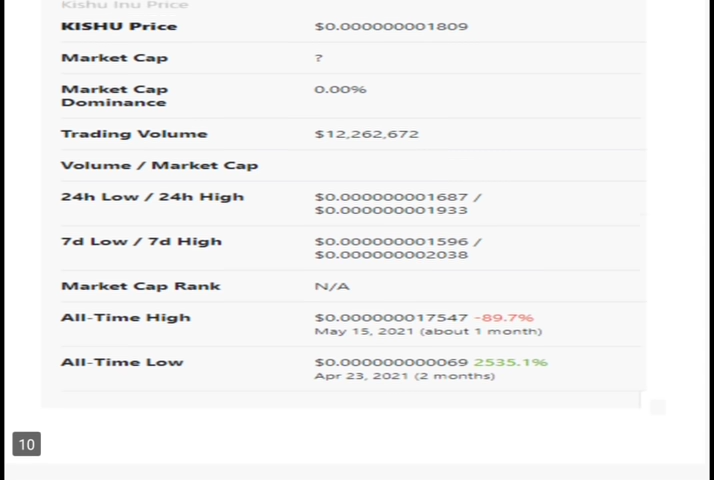 Kishu Inu Price
KISHU Price $0.000000001809
Market Cap ?
Market Cap Dominance 0.00%
Trading Volume $12,262,672
Volume / Market Cap
24h Low / 24h High $0.000000001687 / $0.000000001933
7d Low / 7d High $0.000000001596 / $0.000000002038
Market Cap Rank N/A
All-Time High $0.000000017547 -89.7%
May 15, 2021 (about 1 month)
All-Time Low $0.000000000069 2535.1%
Apr 23, 2021 (2 months)
10